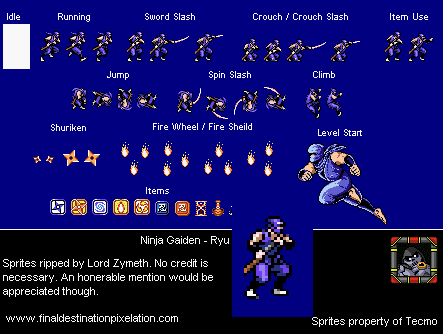 Idle
Running
Sword Slash
Crouch / Crouch Slash
Item Use
Jump
Spin Slash
Climb
Shuriken
Fire Wheel / Fire Sheild
Level Start
Items
Ninja Gaiden - Ryu
Sprites ripped by Lord Zymeth. No credit is
necessary. An honerable mention would be
appreciated though.
www.finaldestinationpixelation.com
Sprites property of Tecmo